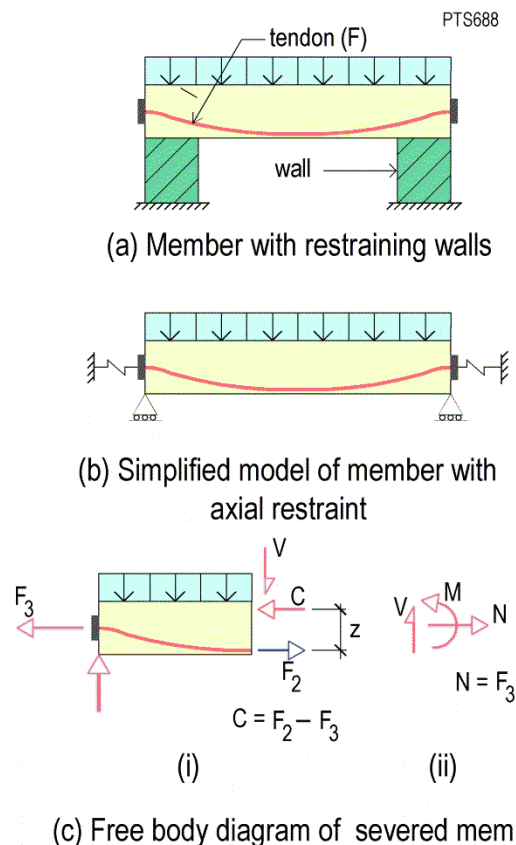 PTS688
tendon (F)
wall
(a) Member with restraining walls
(b) Simplified model of member with
axial restraint
V
F3
C
z
F2
C = F2 – F3
V
M
N
N = F3
(i)
(ii)
(c) Free body diagram of severed mem